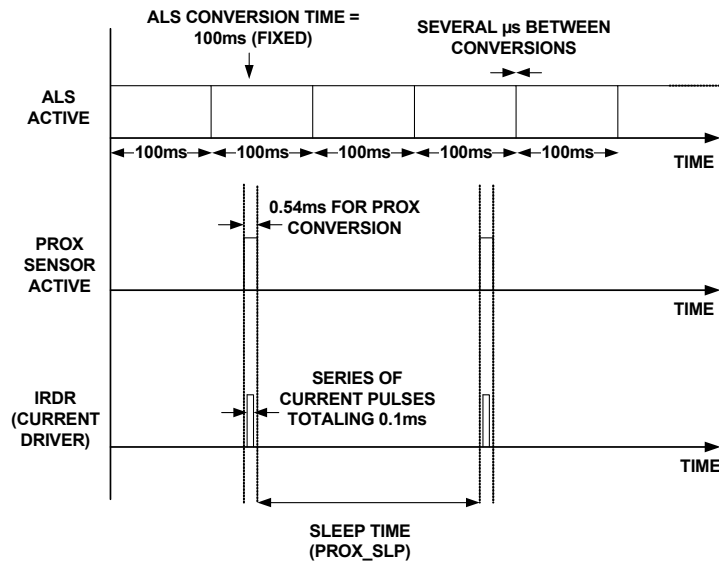 ALS CONVERSION TIME =
100ms (FIXED)
SEVERAL µs BETWEEN
CONVERSIONS
ALS
ACTIVE
100ms
100ms
100ms
100ms
100ms
TIME
0.54ms FOR PROX
CONVERSION
PROX
SENSOR
ACTIVE
TIME
SERIES OF
CURRENT PULSES
TOTALING 0.1ms
IRDR
(CURRENT
DRIVER)
TIME
SLEEP TIME
(PROX_SLP)